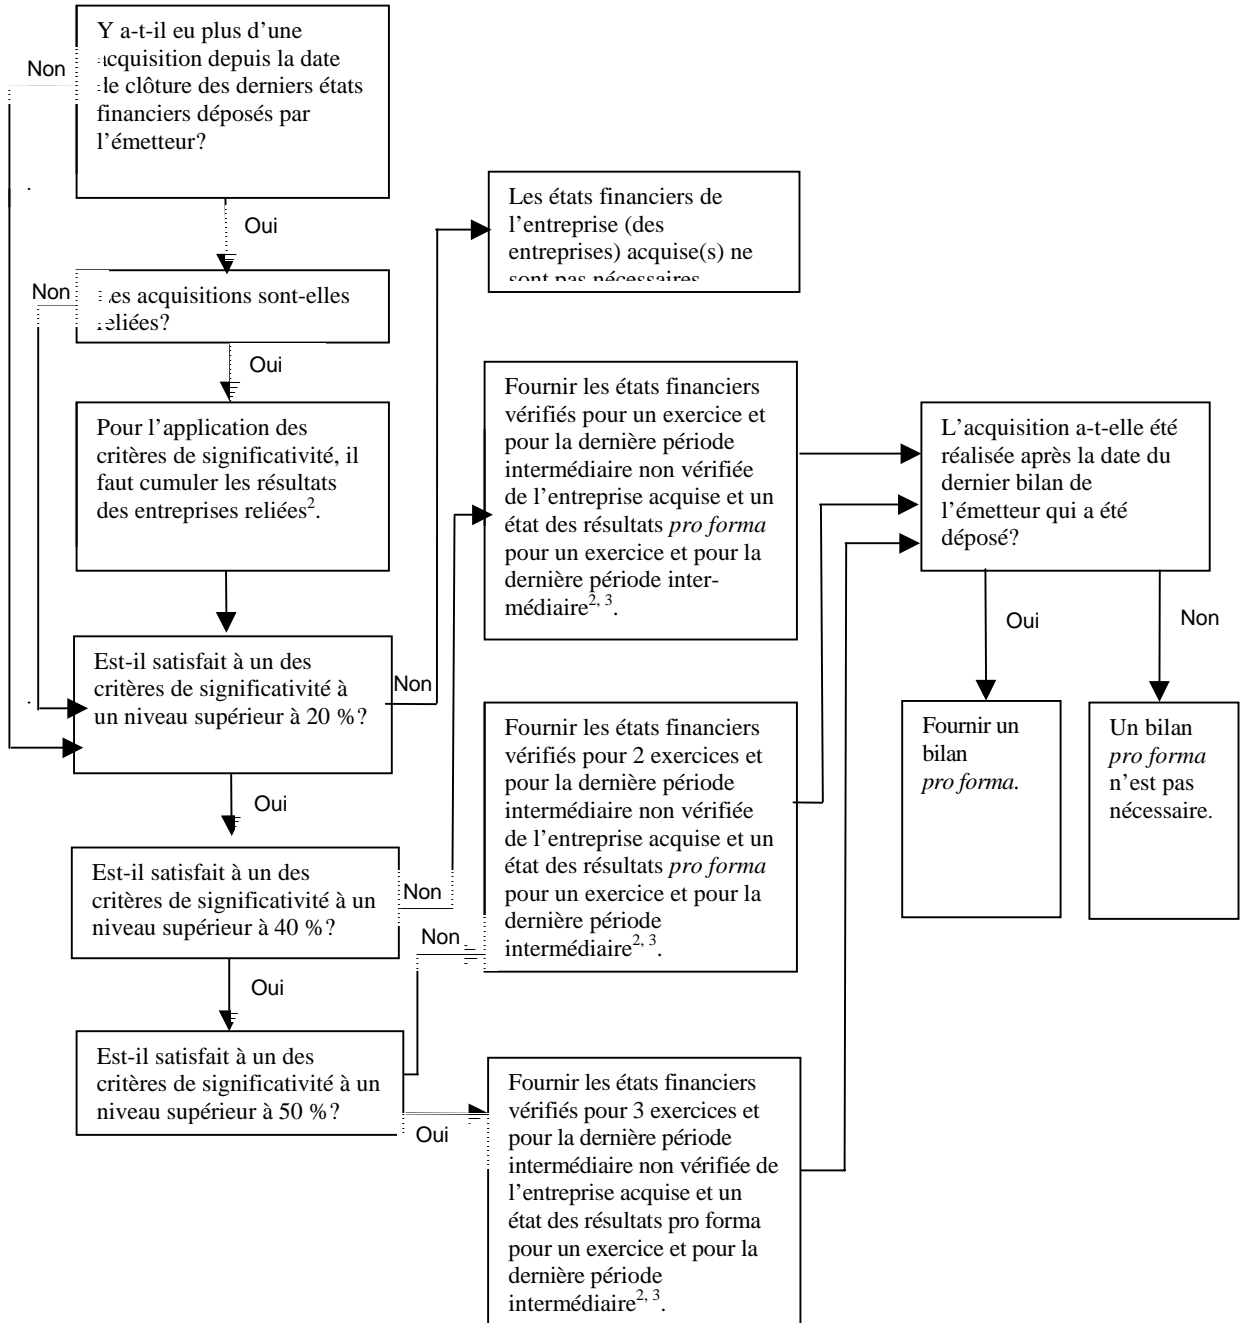 Y a-t-il eu plus d’une
acquisition depuis la date
de clôture des derniers états
financiers déposés par
l’émetteur?
Non
Oui
Les acquisitions sont-elles
reliées?
Non
Oui
Pour l’application des
critères de significativité, il
faut cumuler les résultats
des entreprises reliées2.
Est-il satisfait à un des
critères de significativité à
un niveau supérieur à 20 %?
Non
Oui
Est-il satisfait à un des
critères de significativité à un
niveau supérieur à 40 %?
Non
Oui
Est-il satisfait à un des
critères de significativité à un
niveau supérieur à 50 %?
Non
Oui
Les états financiers de
l’entreprise (des
entreprises) acquise(s) ne
sont pas nécessaires
Fournir les états financiers
vérifiés pour un exercice et
pour la dernière période
intermédiaire non vérifiée
de l’entreprise acquise et un
état des résultats pro forma
pour un exercice et pour la
dernière période inter-
médiaire2, 3.
Fournir les états financiers
vérifiés pour 2 exercices et
pour la dernière période
intermédiaire non vérifiée
de l’entreprise acquise et un
état des résultats pro forma
pour un exercice et pour la
dernière période
intermédiaire2, 3.
Fournir les états financiers
vérifiés pour 3 exercices et
pour la dernière période
intermédiaire non vérifiée de
l’entreprise acquise et un
état des résultats pro forma
pour un exercice et pour la
dernière période
intermédiaire2, 3.
L’acquisition a-t-elle été
réalisée après la date du
dernier bilan de
l’émetteur qui a été
déposé?
Oui
Non
Fournir un
bilan
pro forma.
Un bilan
pro forma
n’est pas
nécessaire.